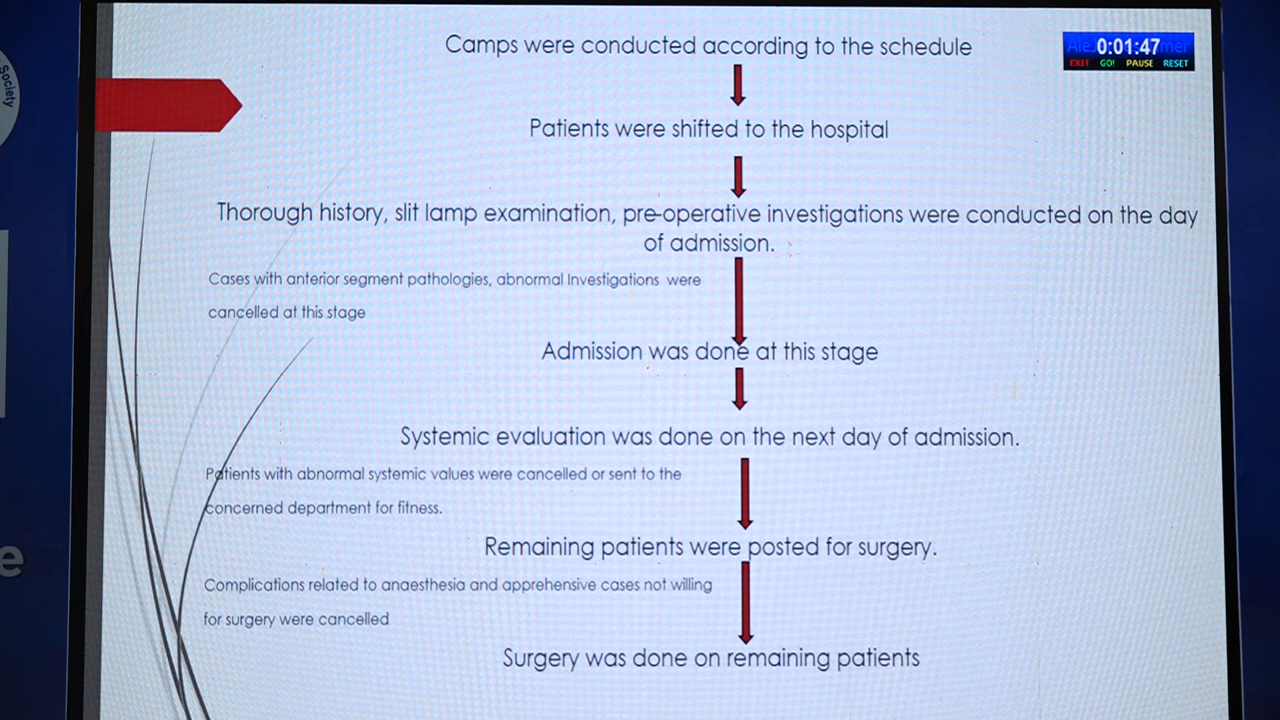 Society
Camps were conducted according to the schedule
0:01:47
EXIT GO! PAUSE RESET
Patients were shifted to the hospital
Thorough history, slit lamp examination, pre-operative investigations were conducted on the day
of admission.
Cases with anterior segment pathologies, abnormal Investigations were
cancelled at this stage
Admission was done at this stage
Systemic evaluation was done on the next day of admission.
Patients with abnormal systemic values were cancelled or sent to the
concerned department for fitness.
e
Remaining patients were posted for surgery.
Complications related to anaesthesia and apprehensive cases not willing
for surgery were cancelled
Surgery was done on remaining patients